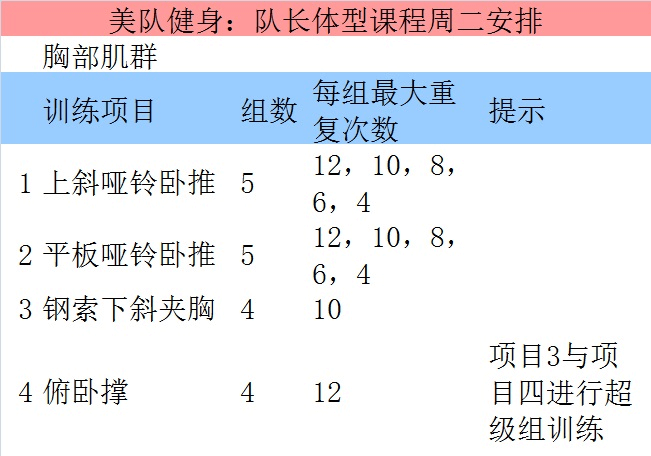 美队健身：队长体型课程周二安排
胸部肌群
训练项目 组数 每组最大重复次数 提示
1 上斜哑铃卧推 5 12，10，8，6，4
2 平板哑铃卧推 5 12，10，8，6，4
3 钢索下斜夹胸 4 10
4 俯卧撑 4 12 项目3与项目四进行超级组训练